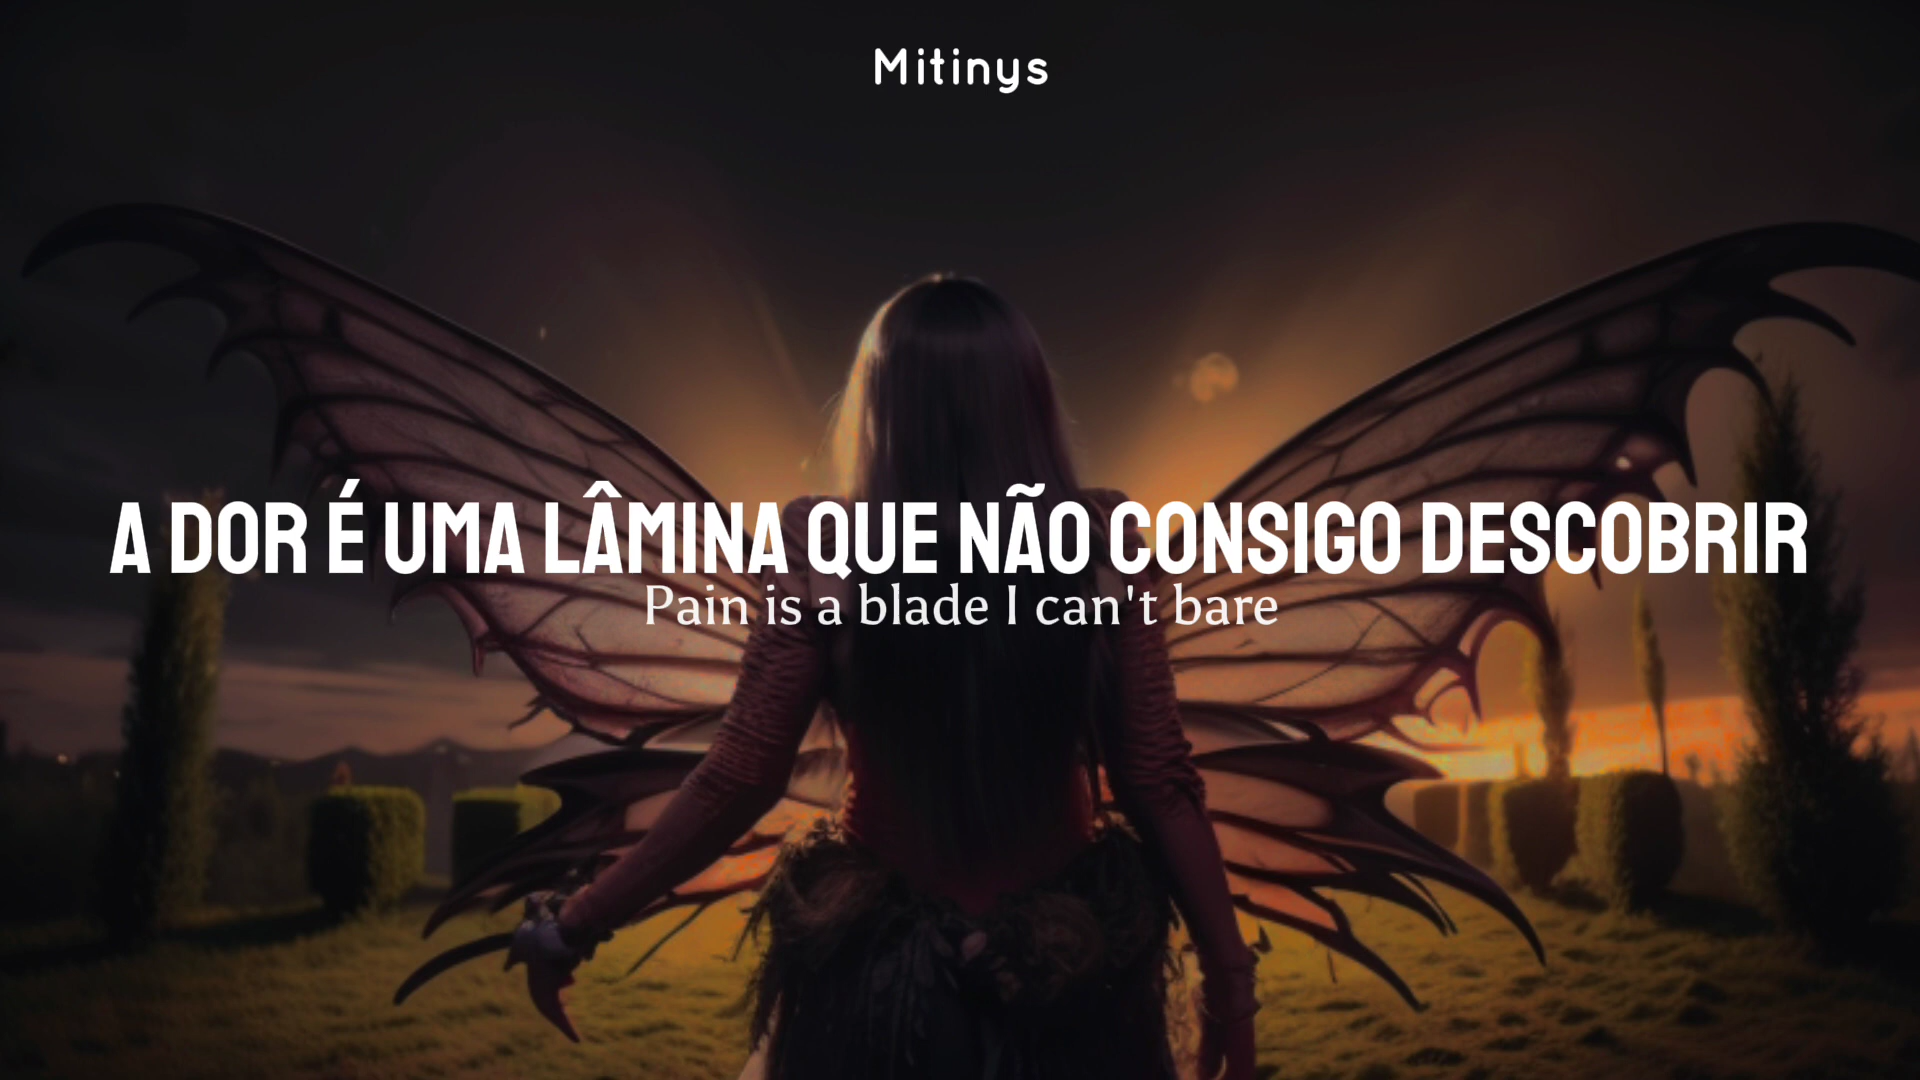 Mitinys
A DOR É UMA LÂMINA QUE NÃO CONSIGO DESCOBRIR
Pain is a blade I can't bare